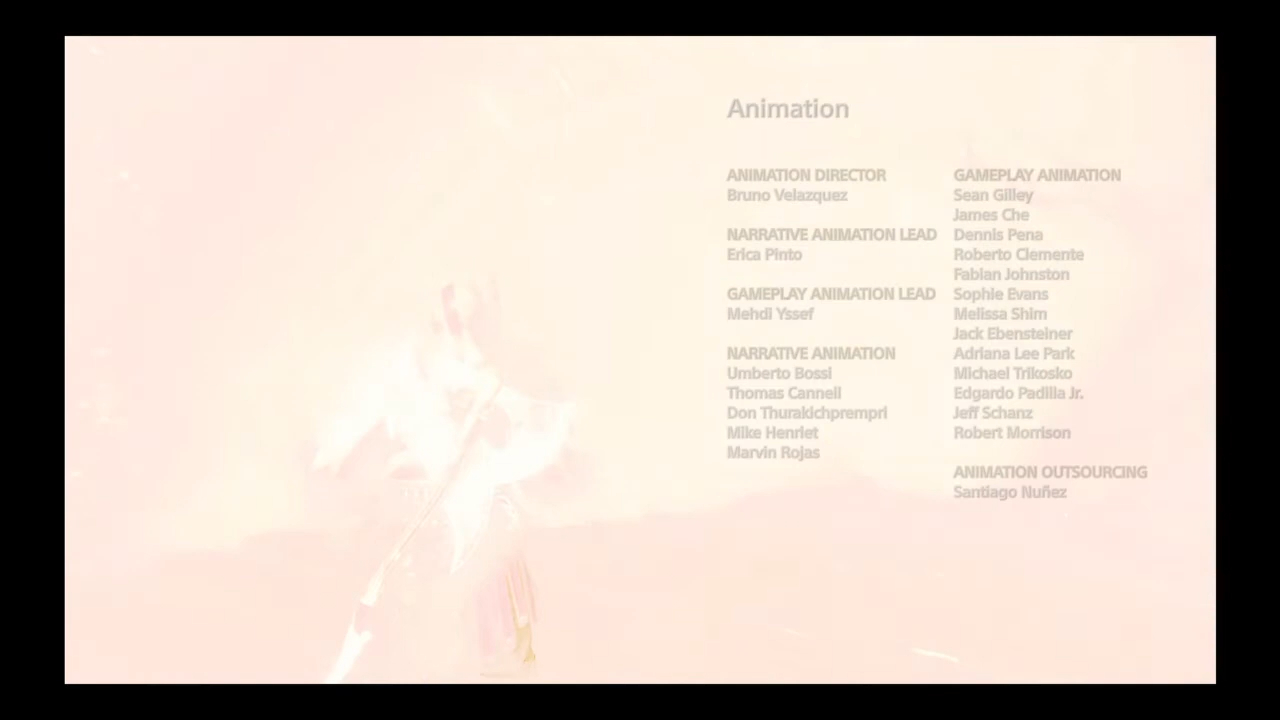 Animation
ANIMATION DIRECTOR
Bruno Velazquez
NARRATIVE ANIMATION LEAD
Erica Pinto
GAMEPLAY ANIMATION LEAD
Mehdi Yssef
NARRATIVE ANIMATION
Umberto Bossi
Thomas Cannell
Don Thurakichprempri
Mike Henriet
Marvin Rojas
GAMEPLAY ANIMATION
Sean Gilley
James Che
Dennis Pena
Roberto Clemente
Fabian Johnston
Sophie Evans
Melissa Shim
Jack Ebensteiner
Adriana Lee Park
Michael Trikosko
Edgardo Padilla Jr.
Jeff Schanz
Robert Morrison
ANIMATION OUTSOURCING
Santiago Nuñez